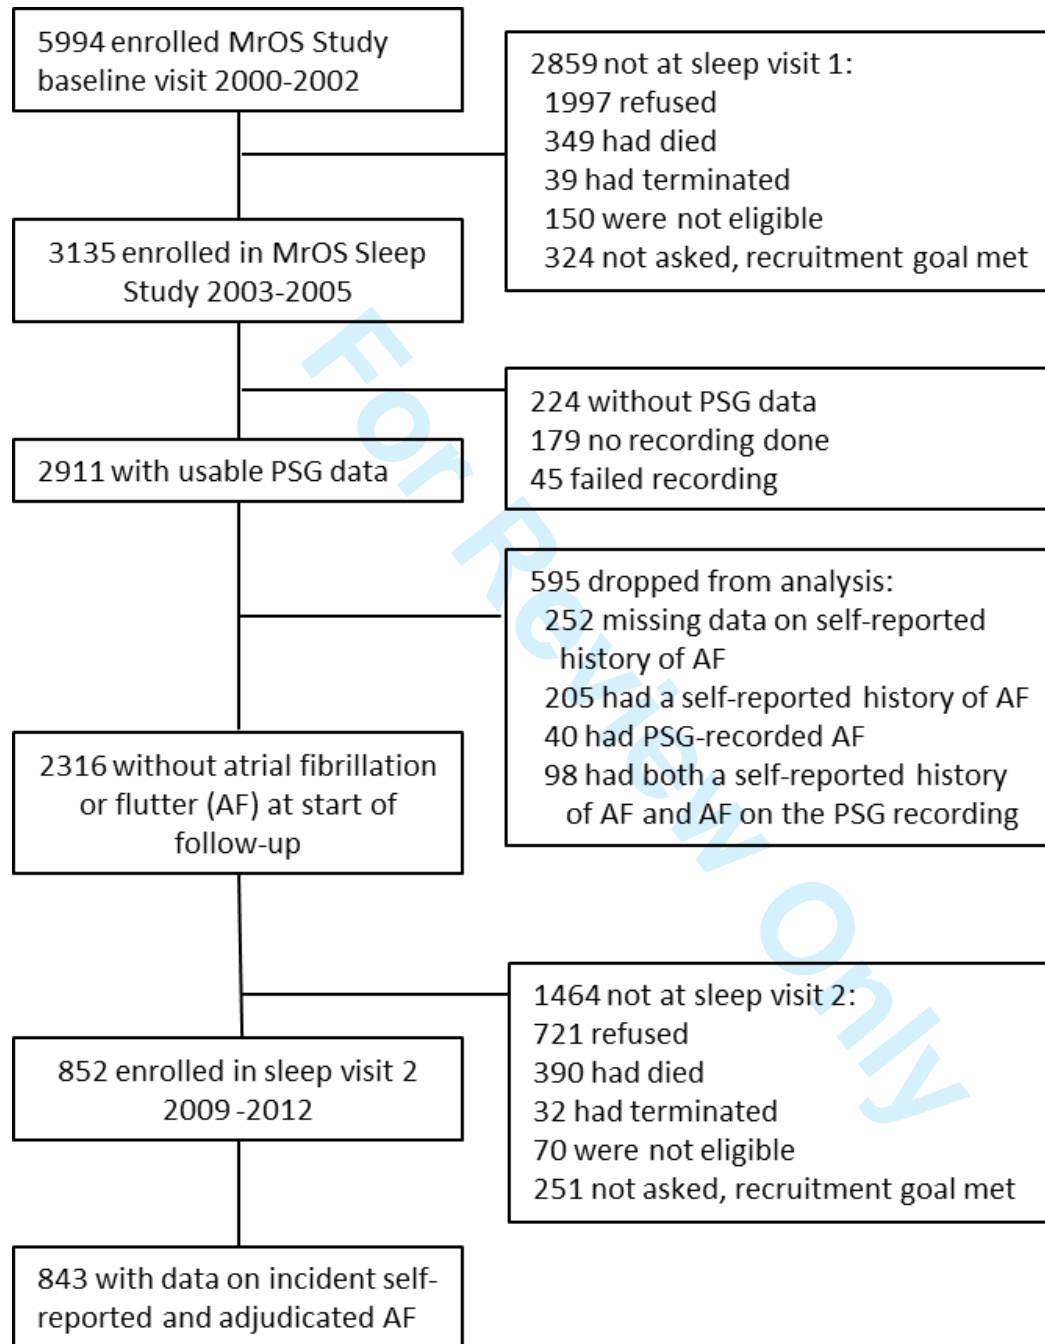 5994 enrolled MrOS Study
baseline visit 2000-2002
2859 not at sleep visit 1:
1997 refused
349 had died
39 had terminated
150 were not eligible
324 not asked, recruitment goal met
3135 enrolled in MrOS Sleep
Study 2003-2005
224 without PSG data
179 no recording done
45 failed recording
2911 with usable PSG data
595 dropped from analysis:
252 missing data on self-reported
history of AF
205 had a self-reported history of AF
40 had PSG-recorded AF
98 had both a self-reported history
of AF and AF on the PSG recording
2316 without atrial fibrillation
or flutter (AF) at start of
follow-up
1464 not at sleep visit 2:
721 refused
390 had died
32 had terminated
70 were not eligible
251 not asked, recruitment goal met
852 enrolled in sleep visit 2
2009 -2012
843 with data on incident self-
reported and adjudicated AF
For Review Only